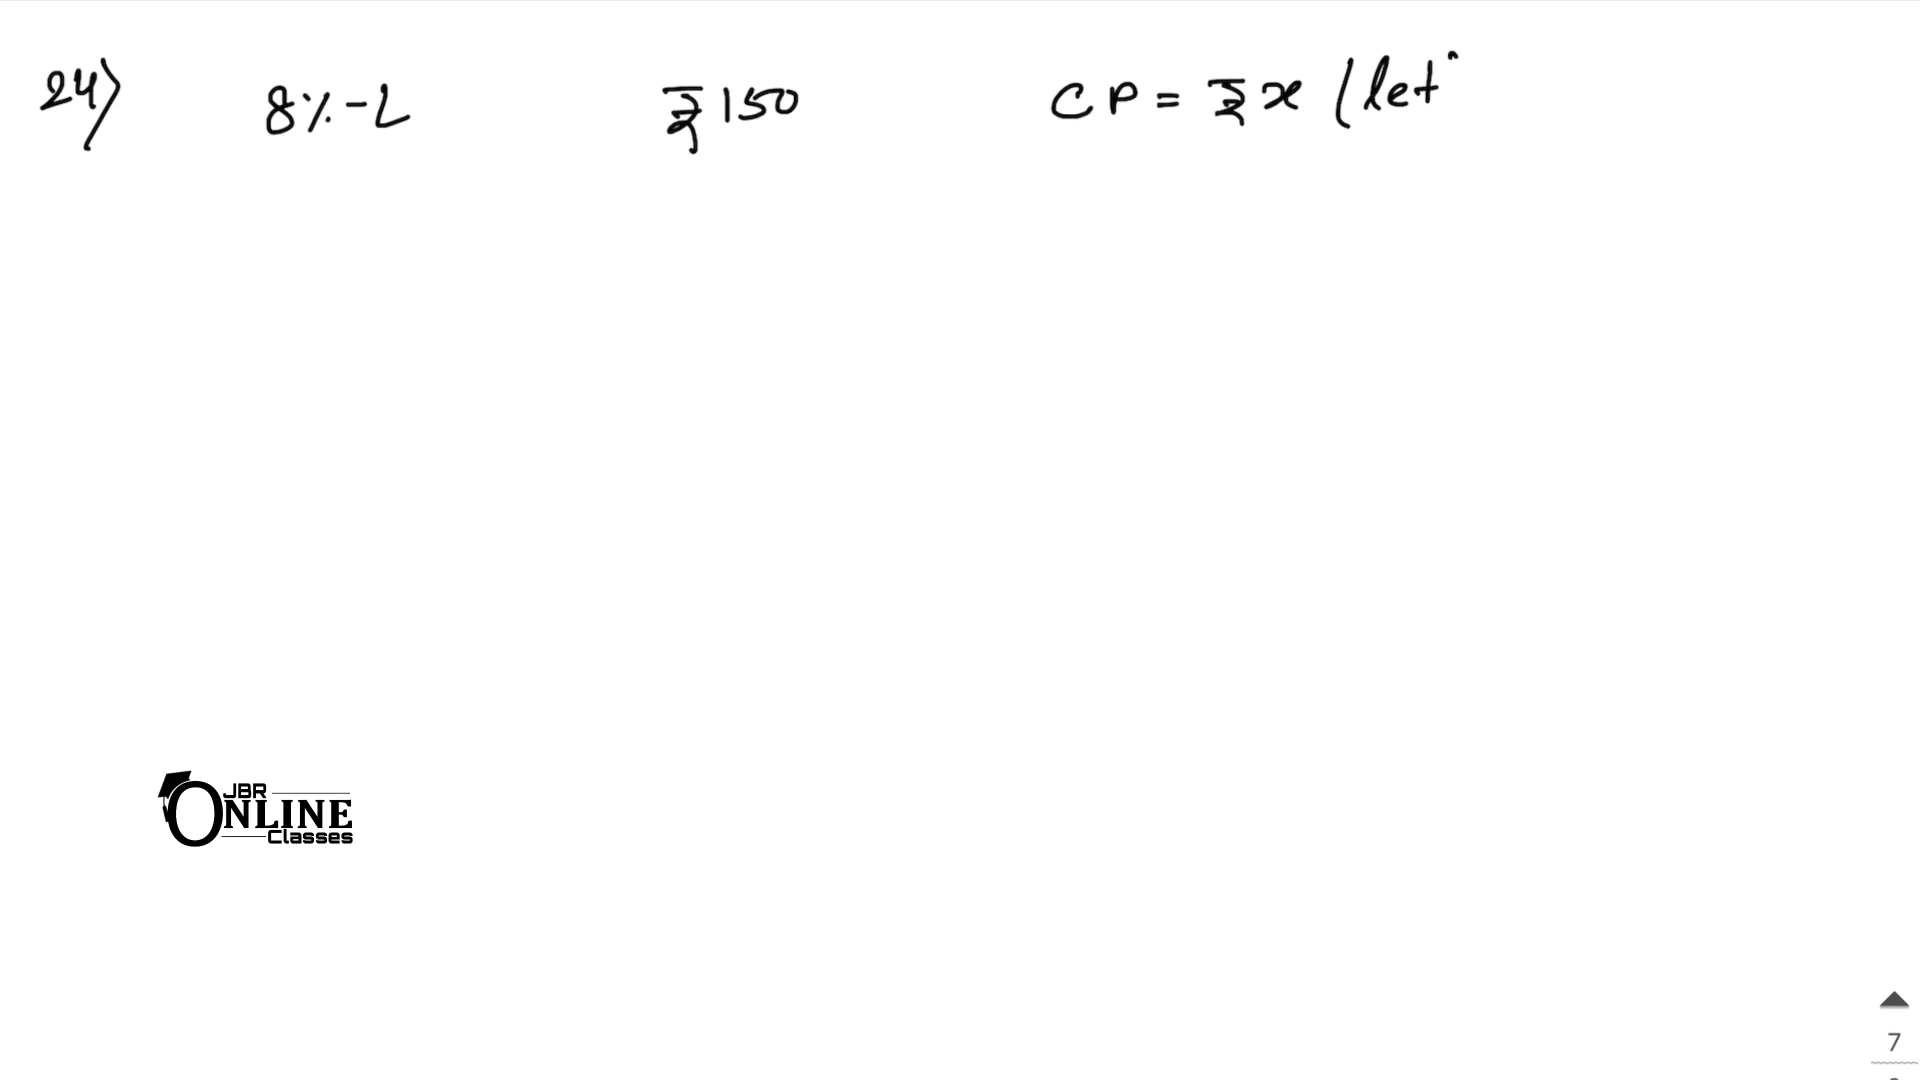 24) 8% - L ₹ 150 CP = ₹ x (let
JBR
ONLINE
Classes
7